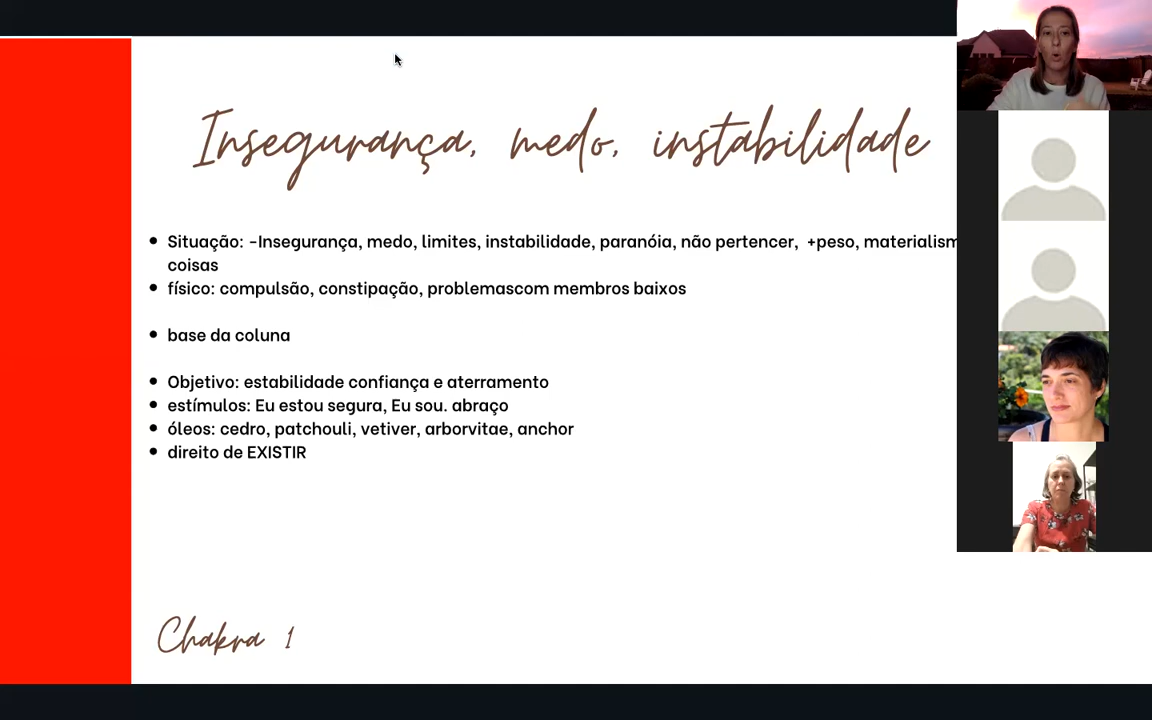 Insegurança, medo, instabilidade
Situação: -Insegurança, medo, limites, instabilidade, paranóia, não pertencer, +peso, materialism
coisas
físico: compulsão, constipação, problemascom membros baixos
base da coluna
Objetivo: estabilidade confiança e aterramento
estímulos: Eu estou segura, Eu sou. abraço
óleos: cedro, patchouli, vetiver, arborvitae, anchor
direito de EXISTIR
Chakra 1